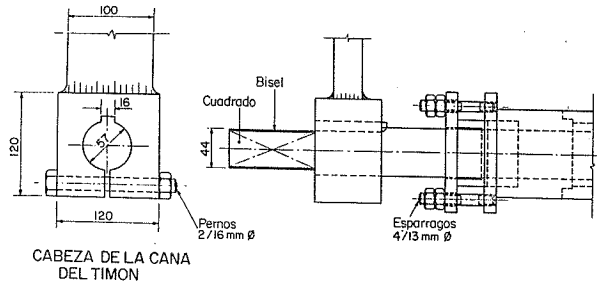 100
16
57
120
120
Pernos
2/16 mm Ø
CABEZA DE LA CANA
DEL TIMON
Bisel
Cuadrado
44
Esparragos
4/13 mm Ø